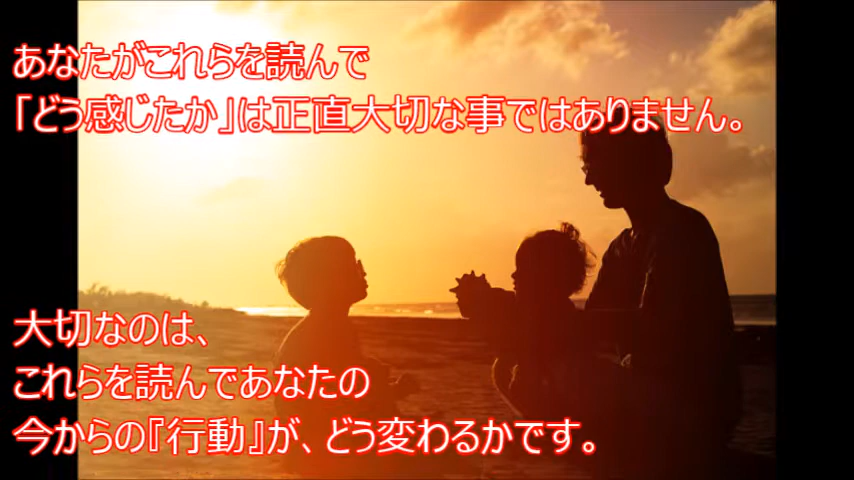 あなたがこれらを読んで
「どう感じたか」は正直大切な事ではありません。
大切なのは、
これらを読んであなたの
今からの『行動』が、どう変わるかです。